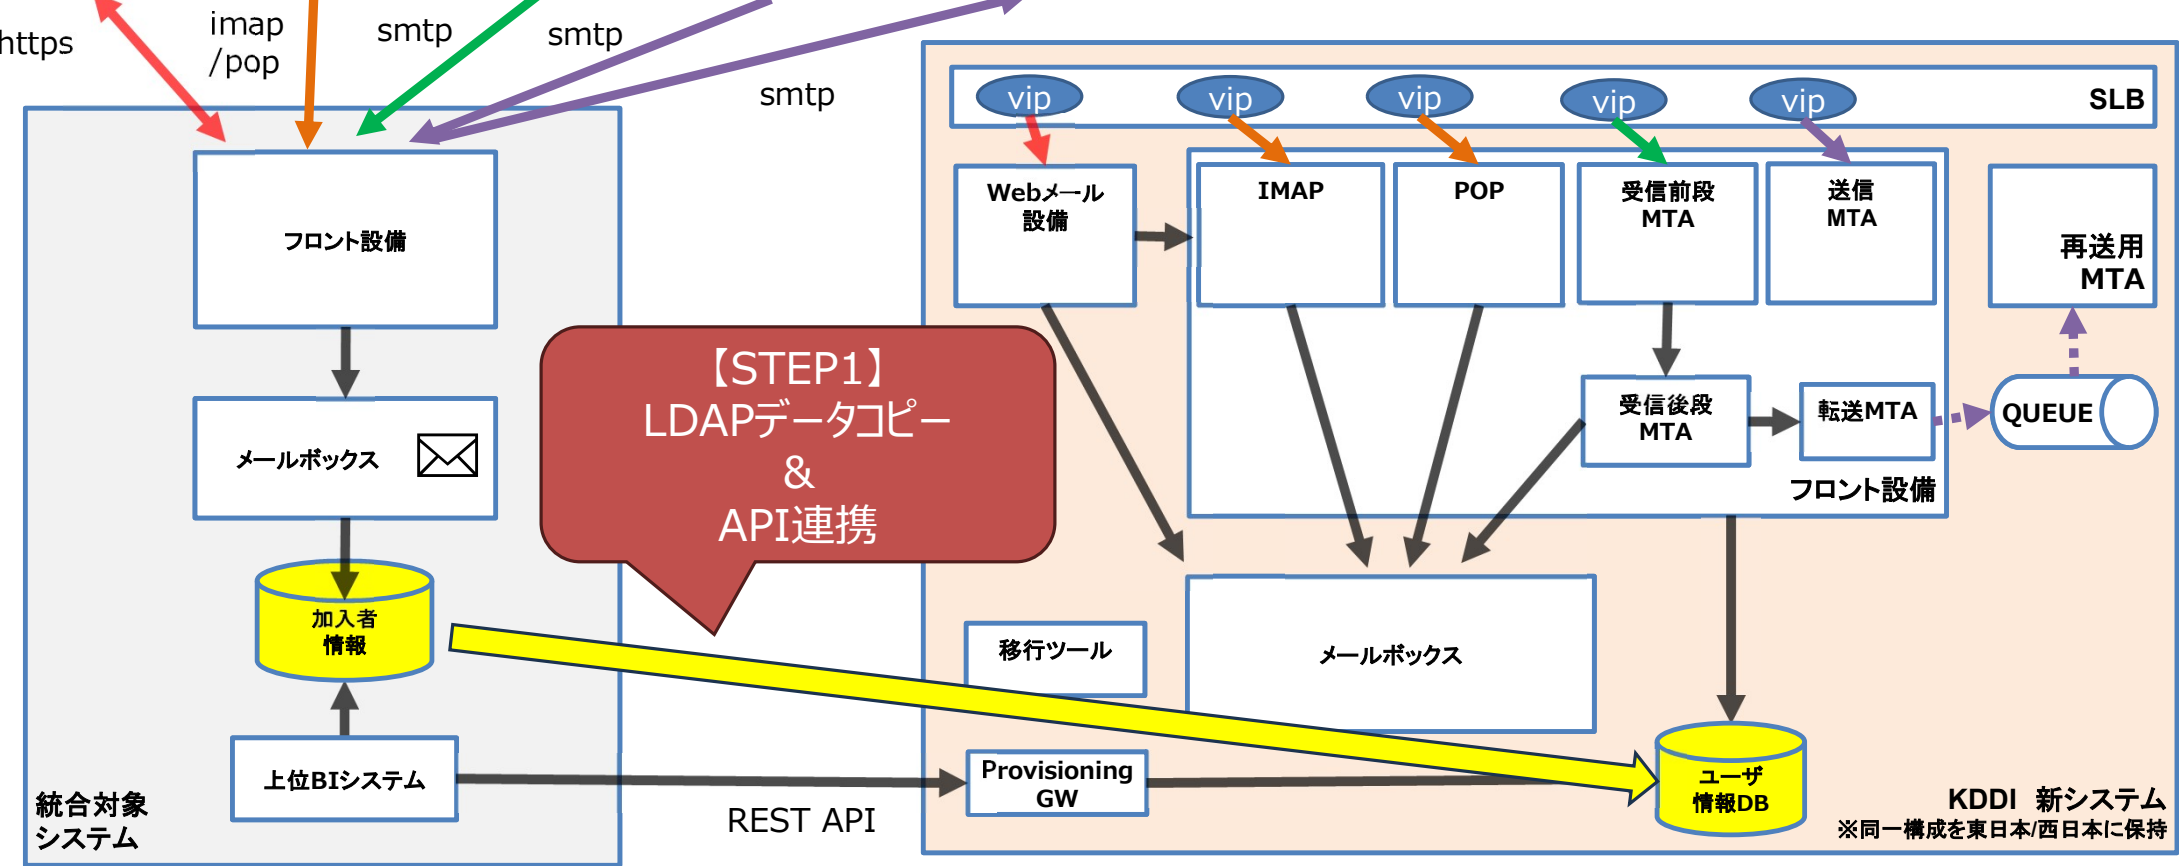 https
imap
/pop
smtp
smtp
smtp
vip
vip
vip
vip
vip
SLB
フロント設備
メールボックス
加入者
情報
上位BIシステム
統合対象
システム
【STEP1】
LDAPデータコピー
&
API連携
REST API
Webメール
設備
IMAP
POP
受信前段
MTA
送信
MTA
再送用
MTA
受信後段
MTA
転送MTA
QUEUE
フロント設備
移行ツール
メールボックス
Provisioning
GW
ユーザ
情報DB
KDDI 新システム
※同一構成を東日本/西日本に保持